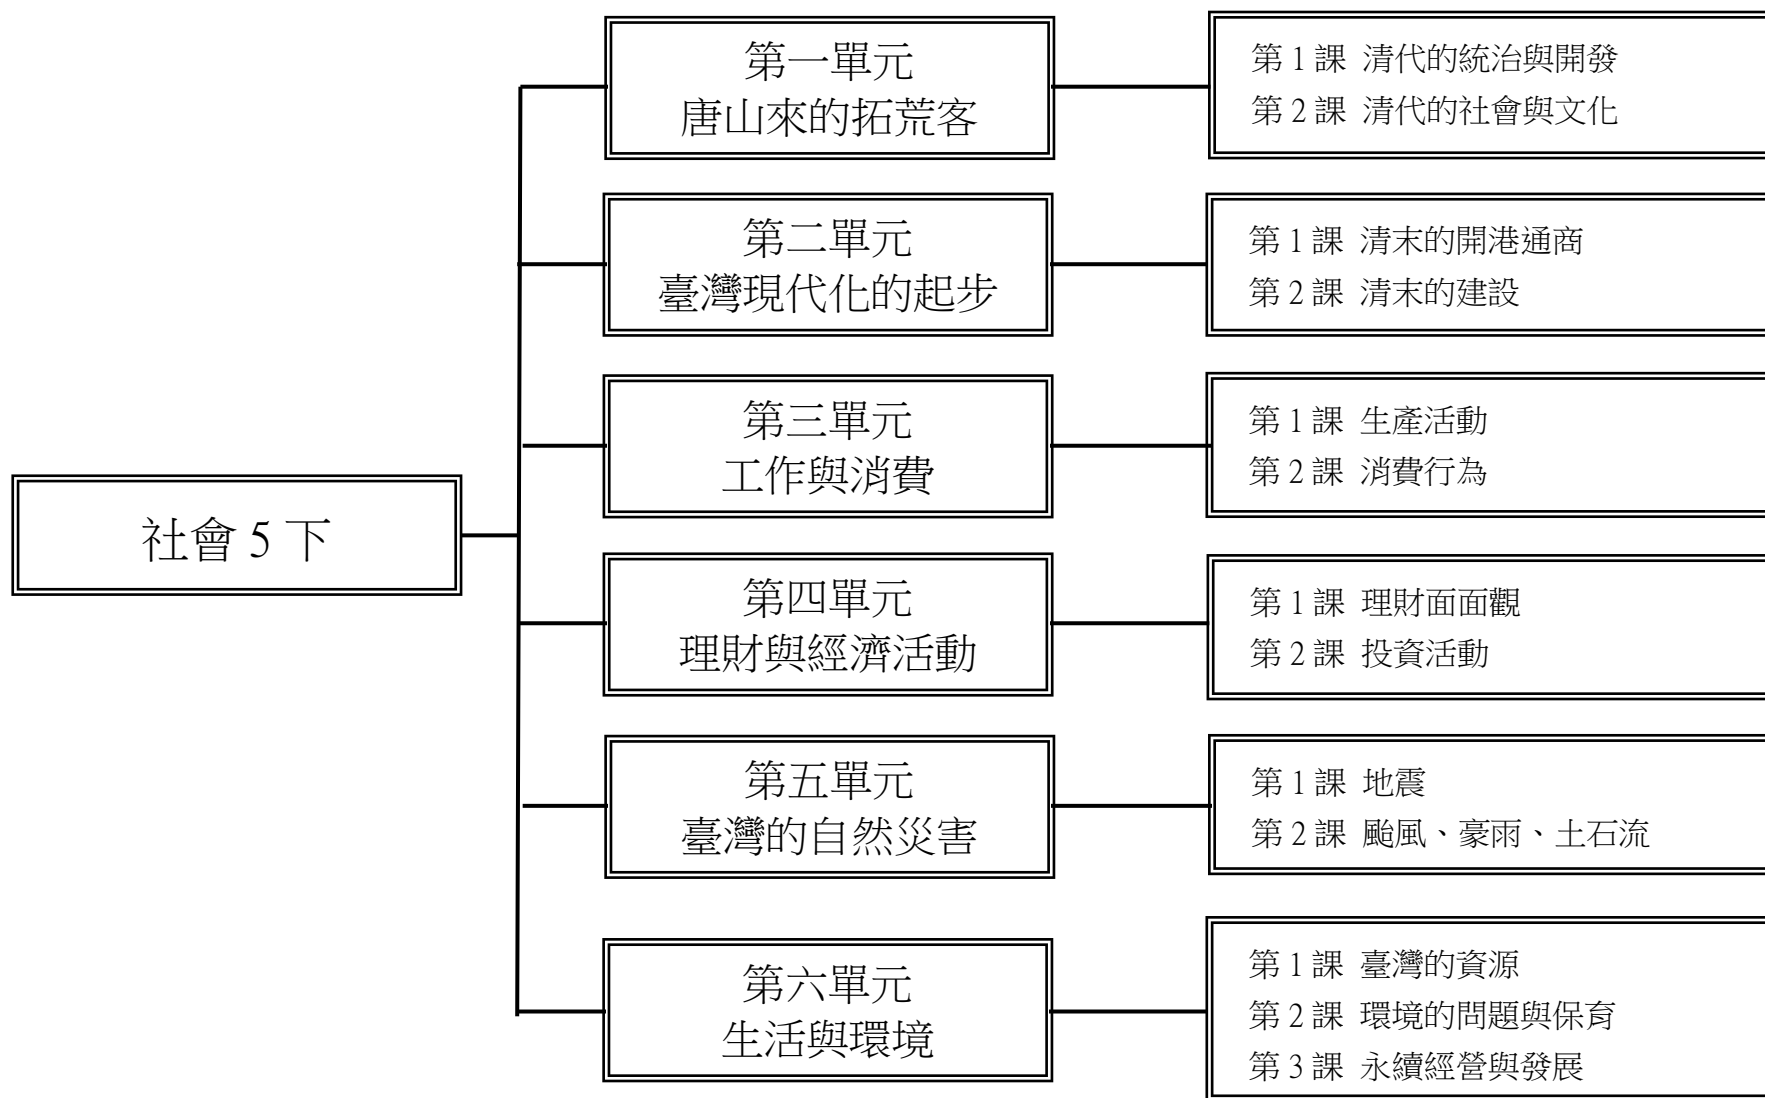 社會 5 下
第一單元
唐山來的拓荒客
第 1 課 清代的統治與開發
第 2 課 清代的社會與文化
第二單元
臺灣現代化的起步
第 1 課 清末的開港通商
第 2 課 清末的建設
第三單元
工作與消費
第 1 課 生產活動
第 2 課 消費行為
第四單元
理財與經濟活動
第 1 課 理財面面觀
第 2 課 投資活動
第五單元
臺灣的自然災害
第 1 課 地震
第 2 課 颱風、豪雨、土石流
第六單元
生活與環境
第 1 課 臺灣的資源
第 2 課 環境的問題與保育
第 3 課 永續經營與發展